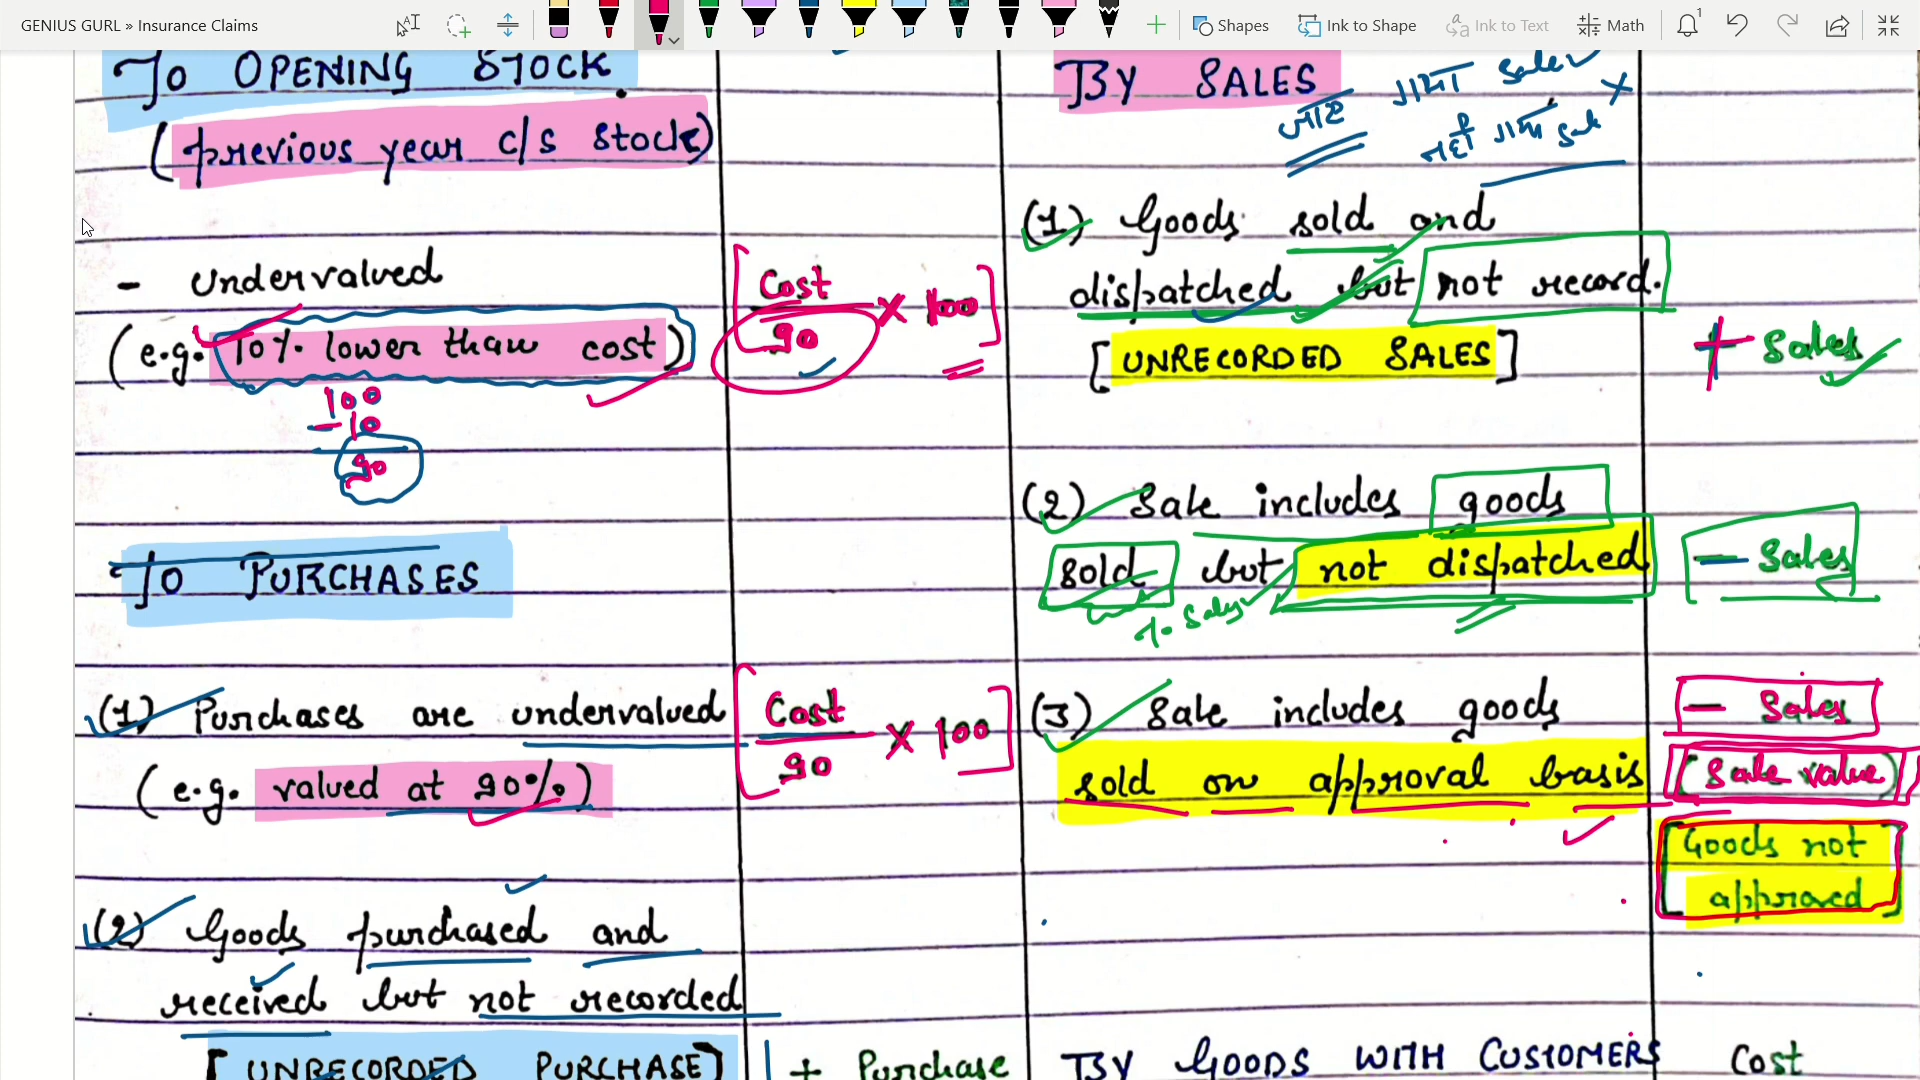 GENIUS GURL » Insurance Claims
Shapes
Ink to Shape
Ink to Text
Math
1
To OPENING STOCK
(previous year c/s stock)
- Undervalued
(e.g. 10% lower than cost)
100
- 10
90
[Cost / 90 × 100]
To PURCHASES
(1) Purchases are undervalued
(e.g. valued at 90%)
[Cost / 90 × 100]
(2) Goods purchased and
received but not recorded
[UNRECORDED PURCHASE]
+ Purchase
BY SALES
गया Sales ×
(1) Goods sold and
dispatched but not record.
[UNRECORDED SALES]
+ Sales
(2) Sale includes goods
sold but not dispatched
- Sales
(3) Sale includes goods
sold on approval basis
- Sales
(Sale value)
[Goods not
approved]
BY GOODS WITH CUSTOMERS
Cost